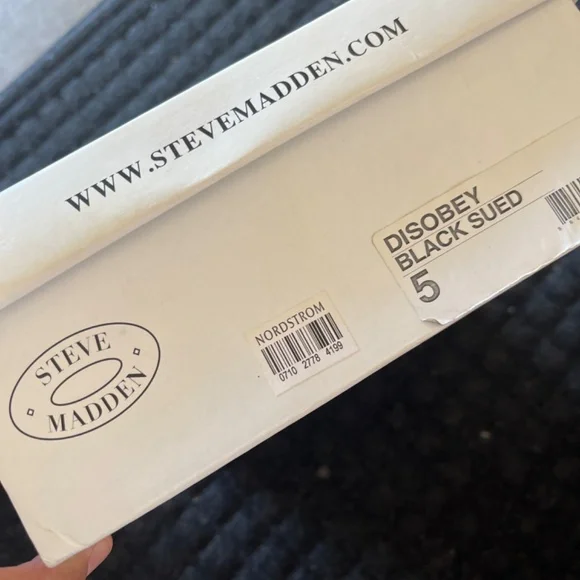 WWW.STEVEMADDEN.COM
STEVE
MADDEN
NORDSTROM
0710 2778 4199
DISOBEY
BLACK SUED
5